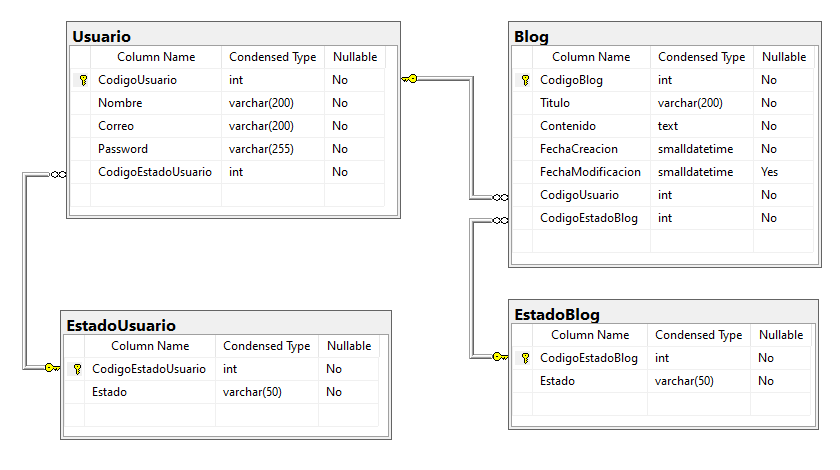 Usuario
Column Name Condensed Type Nullable
CodigoUsuario int No
Nombre varchar(200) No
Correo varchar(200) No
Password varchar(255) No
CodigoEstadoUsuario int No
Blog
Column Name Condensed Type Nullable
CodigoBlog int No
Titulo varchar(200) No
Contenido text No
FechaCreacion smalldatetime No
FechaModificacion smalldatetime Yes
CodigoUsuario int No
CodigoEstadoBlog int No
EstadoUsuario
Column Name Condensed Type Nullable
CodigoEstadoUsuario int No
Estado varchar(50) No
EstadoBlog
Column Name Condensed Type Nullable
CodigoEstadoBlog int No
Estado varchar(50) No